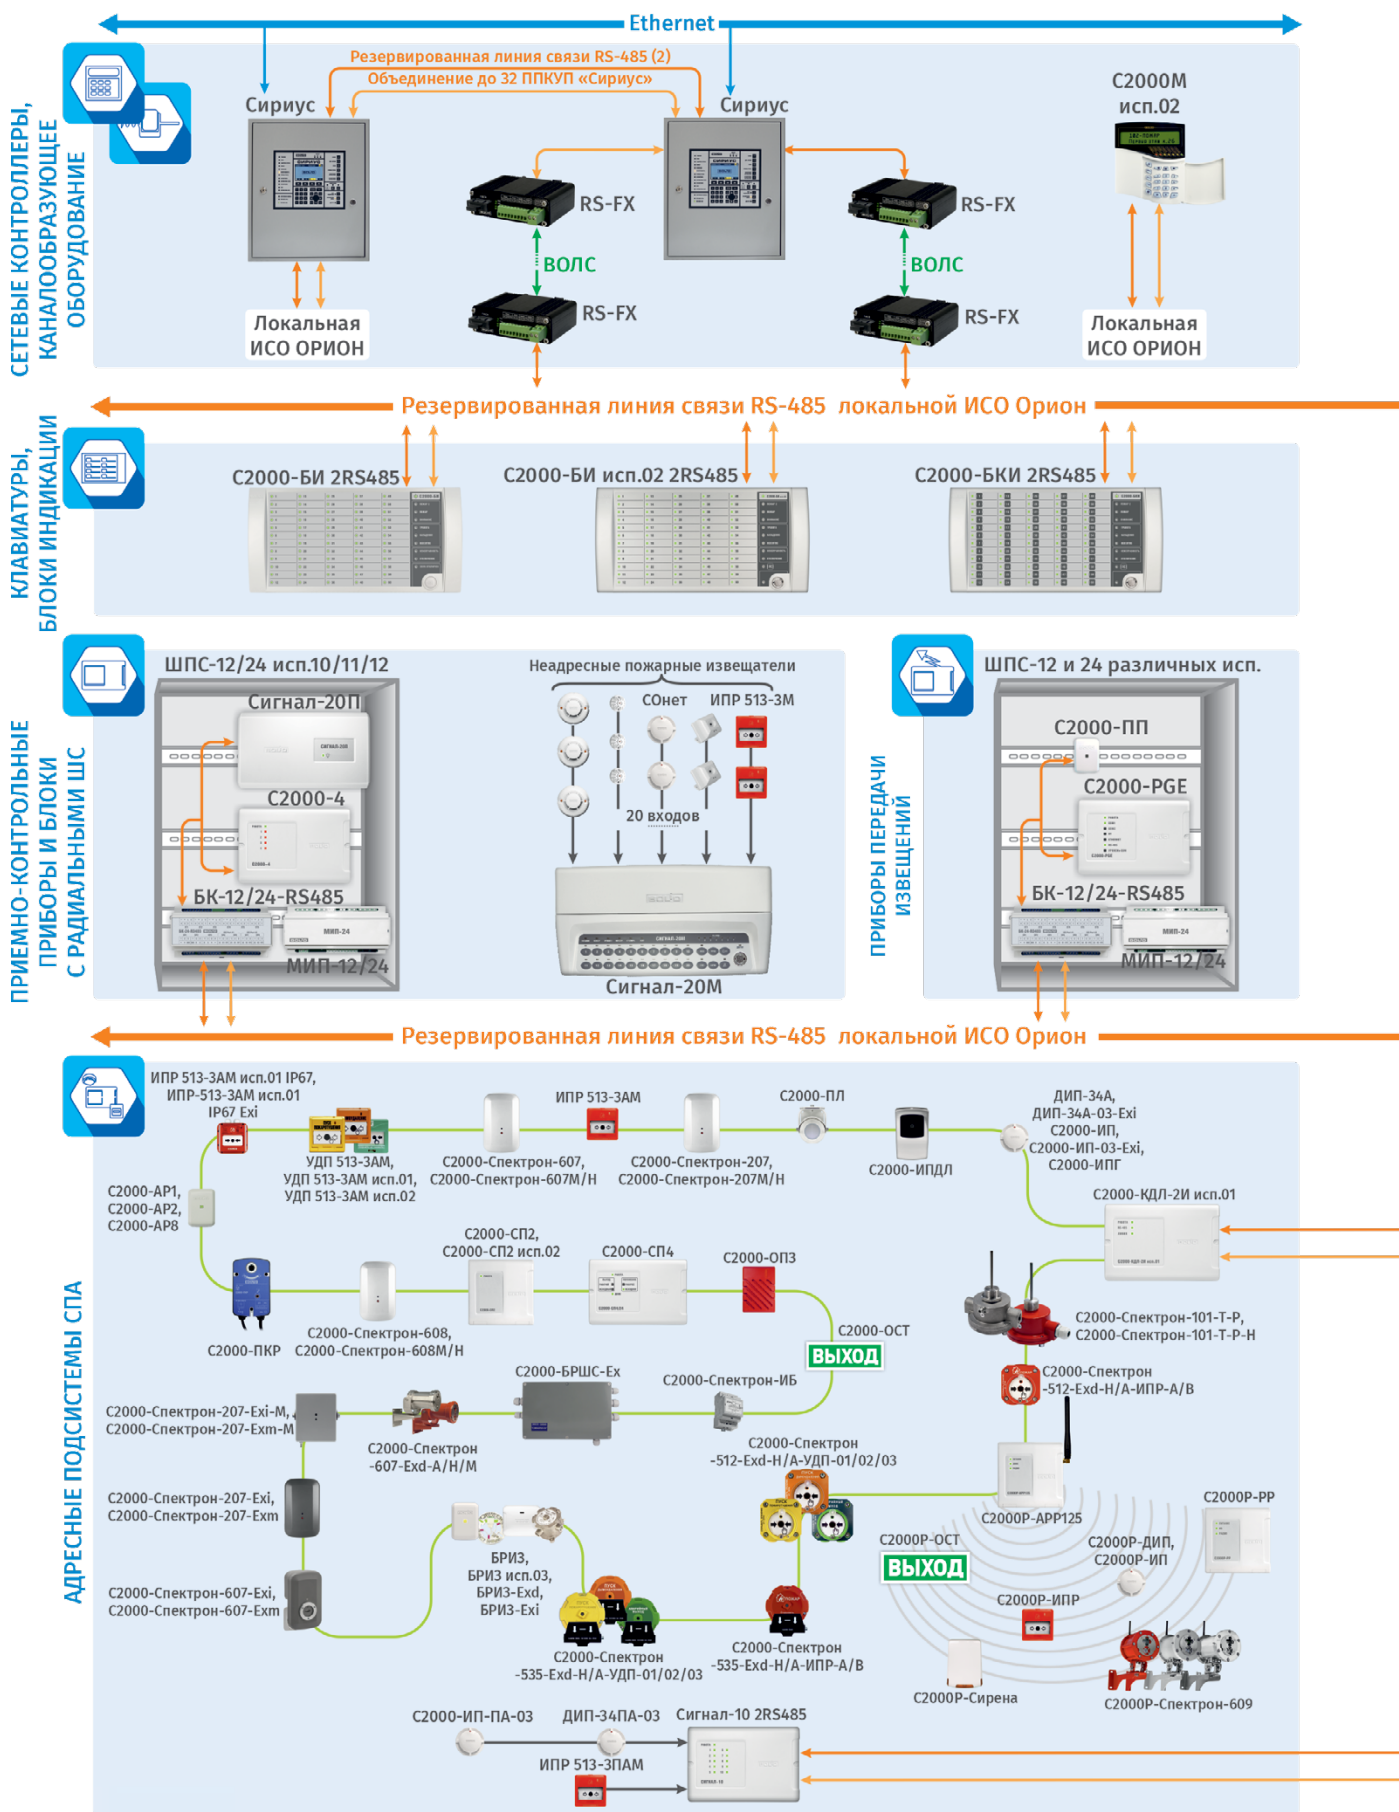 Ethernet
СЕТЕВЫЕ КОНТРОЛЛЕРЫ,
КАНАЛООБРАЗУЮЩЕЕ
ОБОРУДОВАНИЕ
Резервированная линия связи RS-485 (2)
Объединение до 32 ППКУП «Сириус»
Сириус
Сириус
С2000М
исп.02
RS-FX
RS-FX
ВОЛС
ВОЛС
RS-FX
RS-FX
Локальная
ИСО ОРИОН
Локальная
ИСО ОРИОН
Резервированная линия связи RS-485 локальной ИСО Орион
КЛАВИАТУРЫ,
БЛОКИ ИНДИКАЦИИ
С2000-БИ 2RS485
С2000-БИ исп.02 2RS485
С2000-БКИ 2RS485
ПРИЕМНО-КОНТРОЛЬНЫЕ
ПРИБОРЫ И БЛОКИ
С РАДИАЛЬНЫМИ ШС
ШПС-12/24 исп.10/11/12
Сигнал-20П
С2000-4
БК-12/24-RS485
МИП-24
МИП-12/24
Неадресные пожарные извещатели
СОнет
ИПР 513-3М
20 входов
СИГНАЛ-20М
Сигнал-20М
ПРИБОРЫ ПЕРЕДАЧИ
ИЗВЕЩЕНИЙ
ШПС-12 и 24 различных исп.
С2000-ПП
С2000-PGE
БК-12/24-RS485
МИП-24
МИП-12/24
Резервированная линия связи RS-485 локальной ИСО Орион
АДРЕСНЫЕ ПОДСИСТЕМЫ СПА
ИПР 513-3АМ исп.01 IP67,
ИПР-513-3АМ исп.01
IP67 Exi
УДП 513-3АМ,
УДП 513-3АМ исп.01,
УДП 513-3АМ исп.02
С2000-Спектрон-607,
С2000-Спектрон-607М/Н
ИПР 513-3АМ
С2000-Спектрон-207,
С2000-Спектрон-207М/Н
С2000-ПЛ
С2000-ИПДЛ
ДИП-34А,
ДИП-34А-03-Exi
С2000-ИП,
С2000-ИП-03-Exi,
С2000-ИПГ
С2000-АР1,
С2000-АР2,
С2000-АР8
С2000-КДЛ-2И исп.01
С2000-ПКР
С2000-Спектрон-608,
С2000-Спектрон-608М/Н
С2000-СП2,
С2000-СП2 исп.02
С2000-СП4
С2000-ОПЗ
С2000-ОСТ
ВЫХОД
С2000-Спектрон-101-Т-Р,
С2000-Спектрон-101-Т-Р-Н
С2000-Спектрон
-512-Exd-Н/А-ИПР-А/В
С2000-Спектрон-207-Exi-М,
С2000-Спектрон-207-Exm-М
С2000-Спектрон
-607-Exd-А/Н/М
С2000-БРШС-Ех
С2000-Спектрон-ИБ
С2000-Спектрон
-512-Exd-Н/А-УДП-01/02/03
С2000Р-АРР125
С2000-Спектрон-207-Exi,
С2000-Спектрон-207-Exm
С2000Р-РР
С2000Р-ОСТ
ВЫХОД
С2000Р-ДИП,
С2000Р-ИП
С2000Р-ИПР
С2000-Спектрон-607-Exi,
С2000-Спектрон-607-Exm
БРИЗ,
БРИЗ исп.03,
БРИЗ-Exd,
БРИЗ-Exi
С2000-Спектрон
-535-Exd-Н/А-УДП-01/02/03
С2000-Спектрон
-535-Exd-Н/А-ИПР-А/В
С2000Р-Сирена
С2000Р-Спектрон-609
С2000-ИП-ПА-03
ДИП-34ПА-03
Сигнал-10 2RS485
ИПР 513-3ПАМ